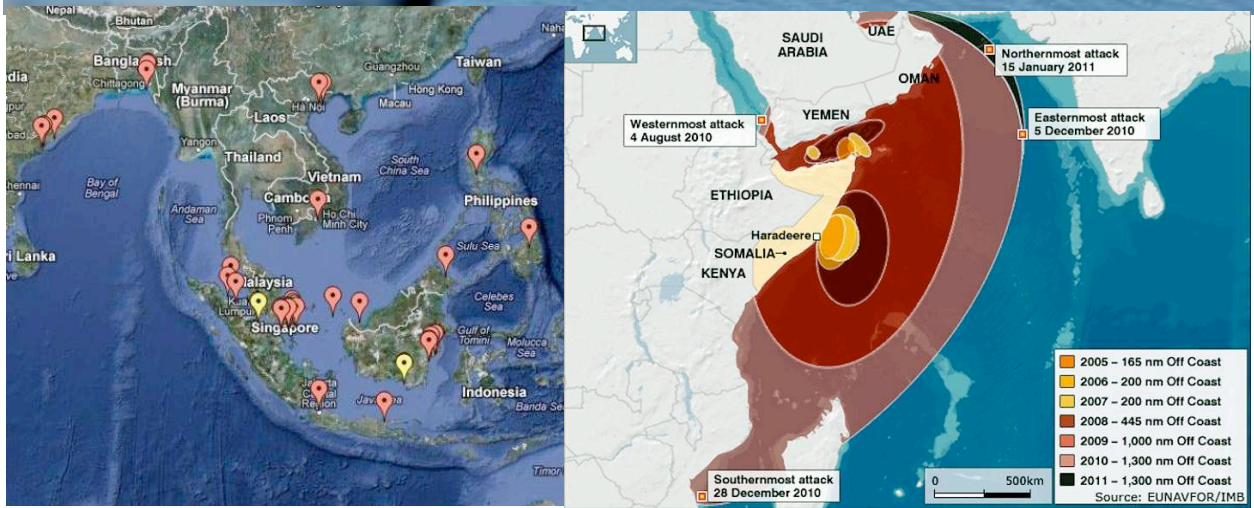 Nepal
Bhutan
Bangladesh.
Chittagong
Myanmar
(Burma)
Guangzhou
Taiwan
Hong Kong
Macau
Hà Nội
Laos
Yangon
Thailand
Bay of
Bengal
Andaman
Sea
South
China Sea
Vietnam
Phnom
Penh
Ho Chi
Minh City
Philippines
Sulu Sea
ri Lanka
Malaysia
Kuala
Lumpur
Singapore
Celebes
Sea
Gulf of
Tomini
Molucca
Sea
Indonesia
Banda Sea
Java Sea
Region
Timor
SAUDI
ARABIA
UAE
OMAN
YEMEN
Northernmost attack
15 January 2011
Westernmost attack
4 August 2010
Easternmost attack
5 December 2010
ETHIOPIA
Haradeere
SOMALIA
KENYA
Southernmost attack
28 December 2010
2005 – 165 nm Off Coast
2006 – 200 nm Off Coast
2007 – 200 nm Off Coast
2008 – 445 nm Off Coast
2009 – 1,000 nm Off Coast
2010 – 1,300 nm Off Coast
2011 – 1,300 nm Off Coast
0 500km
Source: EUNAVFOR/IMB